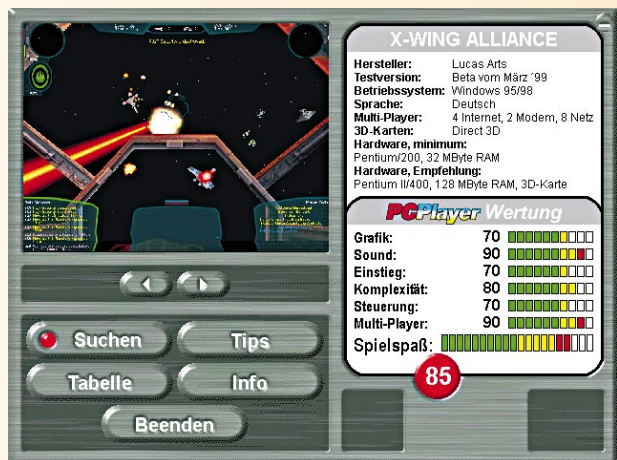 X-WING ALLIANCE
Hersteller: Lucas Arts
Testversion: Beta vom März ´99
Betriebssystem: Windows 95/98
Sprache: Deutsch
Multi-Player: 4 Internet, 2 Modem, 8 Netz
3D-Karten: Direct 3D
Hardware, minimum:
Pentium/200, 32 MByte RAM
Hardware, Empfehlung:
Pentium II/400, 128 MByte RAM, 3D-Karte
PC Player Wertung
Grafik: 70
Sound: 90
Einstieg: 70
Komplexität: 80
Steuerung: 70
Multi-Player: 90
Spielspaß:
85
Suchen
Tips
Tabelle
Info
Beenden